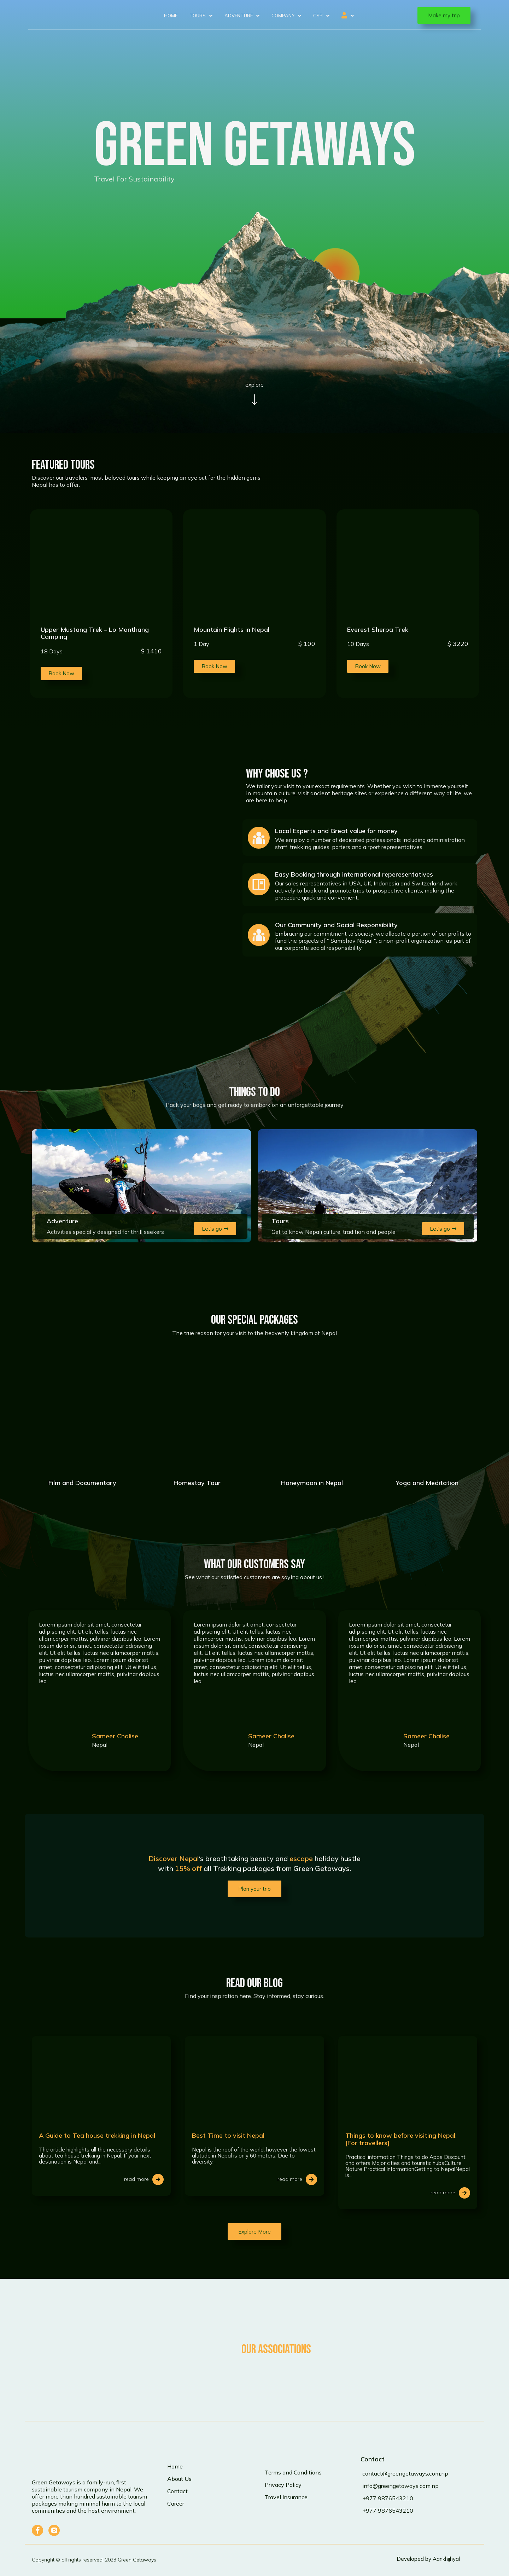 HOME TOURS ADVENTURE COMPANY CSR Make my trip
GREEN GETAWAYS
Travel For Sustainability
explore
FEATURED TOURS
Discover our travelers' most beloved tours while keeping an eye out for the hidden gems
Nepal has to offer.
Upper Mustang Trek – Lo Manthang
Camping
18 Days $ 1410
Book Now
Mountain Flights in Nepal
1 Day $ 100
Book Now
Everest Sherpa Trek
10 Days $ 3220
Book Now
WHY CHOSE US ?
We tailor your visit to your exact requirements. Whether you wish to immerse yourself
in mountain culture, visit ancient heritage sites or experience a different way of life, we
are here to help.
Local Experts and Great value for money
We employ a number of dedicated professionals including administration
staff, trekking guides, porters and airport representatives.
Easy Booking through international reperesentatives
Our sales representatives in USA, UK, Indonesia and Switzerland work
actively to book and promote trips to prospective clients, making the
procedure quick and convenient.
Our Community and Social Responsibility
Embracing our commitment to society, we allocate a portion of our profits to
fund the projects of " Sambhav Nepal ", a non-profit organization, as part of
our corporate social responsibility.
THINGS TO DO
Pack your bags and get ready to embark on an unforgettable journey
Adventure
Activities specially designed for thrill seekers
Let's go
Tours
Get to know Nepali culture, tradition and people
Let's go
OUR SPECIAL PACKAGES
The true reason for your visit to the heavenly kingdom of Nepal
Film and Documentary
Homestay Tour
Honeymoon in Nepal
Yoga and Meditation
WHAT OUR CUSTOMERS SAY
See what our satisfied customers are saying about us !
Lorem ipsum dolor sit amet, consectetur
adipiscing elit. Ut elit tellus, luctus nec
ullamcorper mattis, pulvinar dapibus leo. Lorem
ipsum dolor sit amet, consectetur adipiscing
elit. Ut elit tellus, luctus nec ullamcorper mattis,
pulvinar dapibus leo. Lorem ipsum dolor sit
amet, consectetur adipiscing elit. Ut elit tellus,
luctus nec ullamcorper mattis, pulvinar dapibus
leo.
Sameer Chalise
Nepal
Lorem ipsum dolor sit amet, consectetur
adipiscing elit. Ut elit tellus, luctus nec
ullamcorper mattis, pulvinar dapibus leo. Lorem
ipsum dolor sit amet, consectetur adipiscing
elit. Ut elit tellus, luctus nec ullamcorper mattis,
pulvinar dapibus leo. Lorem ipsum dolor sit
amet, consectetur adipiscing elit. Ut elit tellus,
luctus nec ullamcorper mattis, pulvinar dapibus
leo.
Sameer Chalise
Nepal
Lorem ipsum dolor sit amet, consectetur
adipiscing elit. Ut elit tellus, luctus nec
ullamcorper mattis, pulvinar dapibus leo. Lorem
ipsum dolor sit amet, consectetur adipiscing
elit. Ut elit tellus, luctus nec ullamcorper mattis,
pulvinar dapibus leo. Lorem ipsum dolor sit
amet, consectetur adipiscing elit. Ut elit tellus,
luctus nec ullamcorper mattis, pulvinar dapibus
leo.
Sameer Chalise
Nepal
Discover Nepal's breathtaking beauty and escape holiday hustle
with 15% off all Trekking packages from Green Getaways.
Plan your trip
READ OUR BLOG
Find your inspiration here. Stay informed, stay curious.
A Guide to Tea house trekking in Nepal
The article highlights all the necessary details
about tea house trekking in Nepal. If your next
destination is Nepal and...
read more
Best Time to visit Nepal
Nepal is the roof of the world; however the lowest
altitude in Nepal is only 60 meters. Due to
diversity...
read more
Things to know before visiting Nepal:
[For travellers]
Practical information Things to do Apps Discount
and offers Major cities and touristic hubsCulture
Nature Practical InformationGetting to NepalNepal
is...
read more
Explore More
OUR ASSOCIATIONS
Green Getaways is a family-run, first
sustainable tourism company in Nepal. We
offer more than hundred sustainable tourism
packages making minimal harm to the local
communities and the host environment.
Home
About Us
Contact
Career
Terms and Conditions
Privacy Policy
Travel Insurance
Contact
contact@greengetaways.com.np
info@greengetaways.com.np
+977 9876543210
+977 9876543210
Copyright © all rights reserved. 2023 Green Getaways
Developed by Aankhijhyal